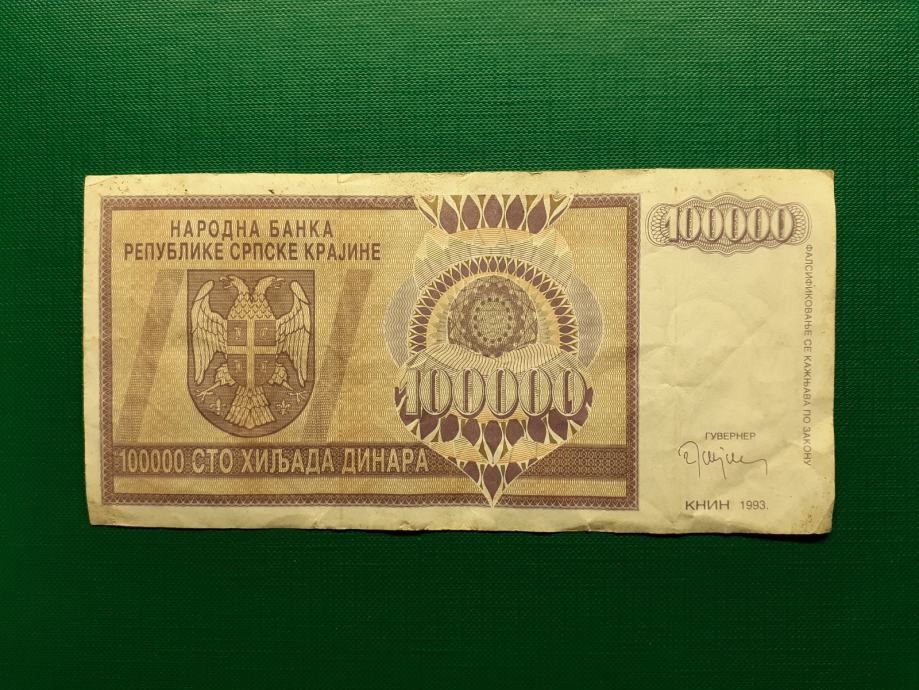 НАРОДНА БАНКА
РЕПУБЛИКЕ СРПСКЕ КРАЈИНЕ
100000
100000
100000 СТО ХИЉАДА ДИНАРА
ФАЛСИФИКОВАЊЕ СЕ КАЖЊАВА ПО ЗАКОНУ
ГУВЕРНЕР
КНИН 1993.